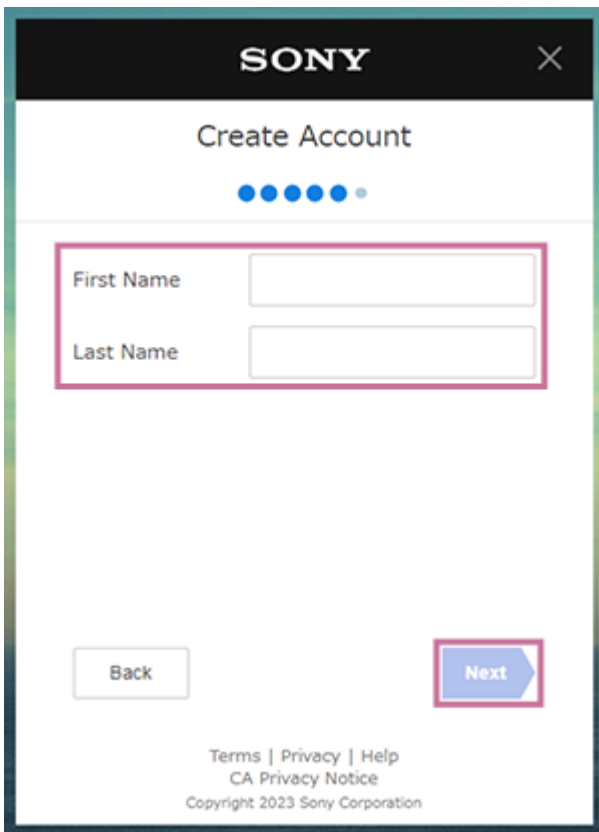 SONY
Create Account
First Name
Last Name
Back
Next
Terms | Privacy | Help
CA Privacy Notice
Copyright 2023 Sony Corporation